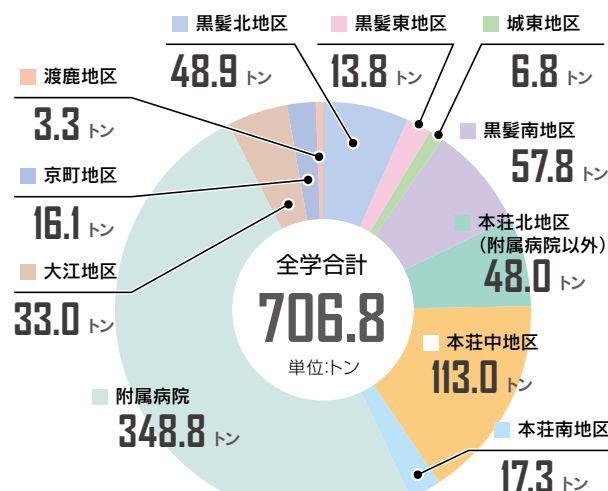 黒髪北地区
48.9 トン
黒髪東地区
13.8 トン
城東地区
6.8 トン
渡鹿地区
3.3 トン
黒髪南地区
57.8 トン
京町地区
16.1 トン
本荘北地区
(附属病院以外)
48.0 トン
大江地区
33.0 トン
全学合計
706.8
単位:トン
本荘中地区
113.0 トン
附属病院
348.8 トン
本荘南地区
17.3 トン